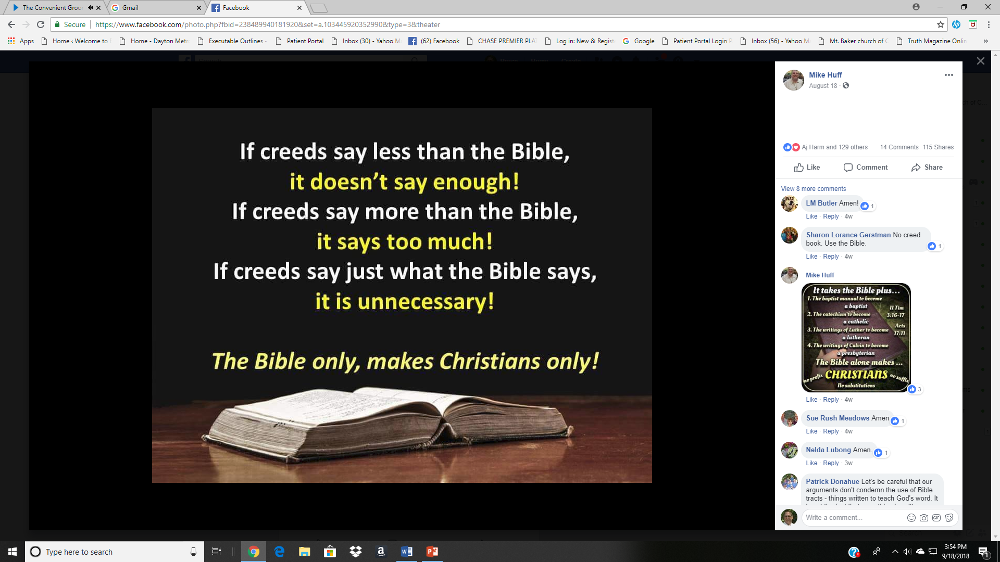 The Convenient Groo
Gmail
Facebook
Secure
https://www.facebook.com/photo.php?fbid=238489940181920&set=a.103445920352990&type=3&theater
Apps
Home ‹ Welcome to
Home - Dayton Metr
Executable Outlines -
Patient Portal
Inbox (30) - Yahoo M
(62) Facebook
CHASE PREMIER PLA
Log in: New & Regist
Google
Patient Portal Login P
Inbox (56) - Yahoo M
Mt. Baker church of C
Truth Magazine Onlin
»
If creeds say less than the Bible,
it doesn't say enough!
If creeds say more than the Bible,
it says too much!
If creeds say just what the Bible says,
it is unnecessary!
The Bible only, makes Christians only!
Mike Huff
August 18 ·
Aj Harm and 129 others
14 Comments 115 Shares
Like
Comment
Share
View 8 more comments
LM Butler Amen!
1
Like · Reply · 4w
Sharon Lorance Gerstman No creed
book. Use the Bible.
1
Like · Reply · 4w
Mike Huff
It takes the Bible plus...
1. The baptist manual to become
a baptist
2. The catechism to become
a catholic
3. The writings of Luther to become
a lutheran
4. The writings of Calvin to become
a presbyterian
II Tim
3:16-17
Acts
17:11
The Bible alone makes ...
no prefix CHRISTIANS no suffix
No substitutions
3
Like · Reply · 4w
Sue Rush Meadows Amen
1
Like · Reply · 4w
Nelda Lubong Amen.
1
Like · Reply · 3w
Patrick Donahue Let's be careful that our
arguments don't condemn the use of Bible
tracts - things written to teach God's word. It
Write a comment...
GIF
Type here to search
3:54 PM
9/18/2018
1